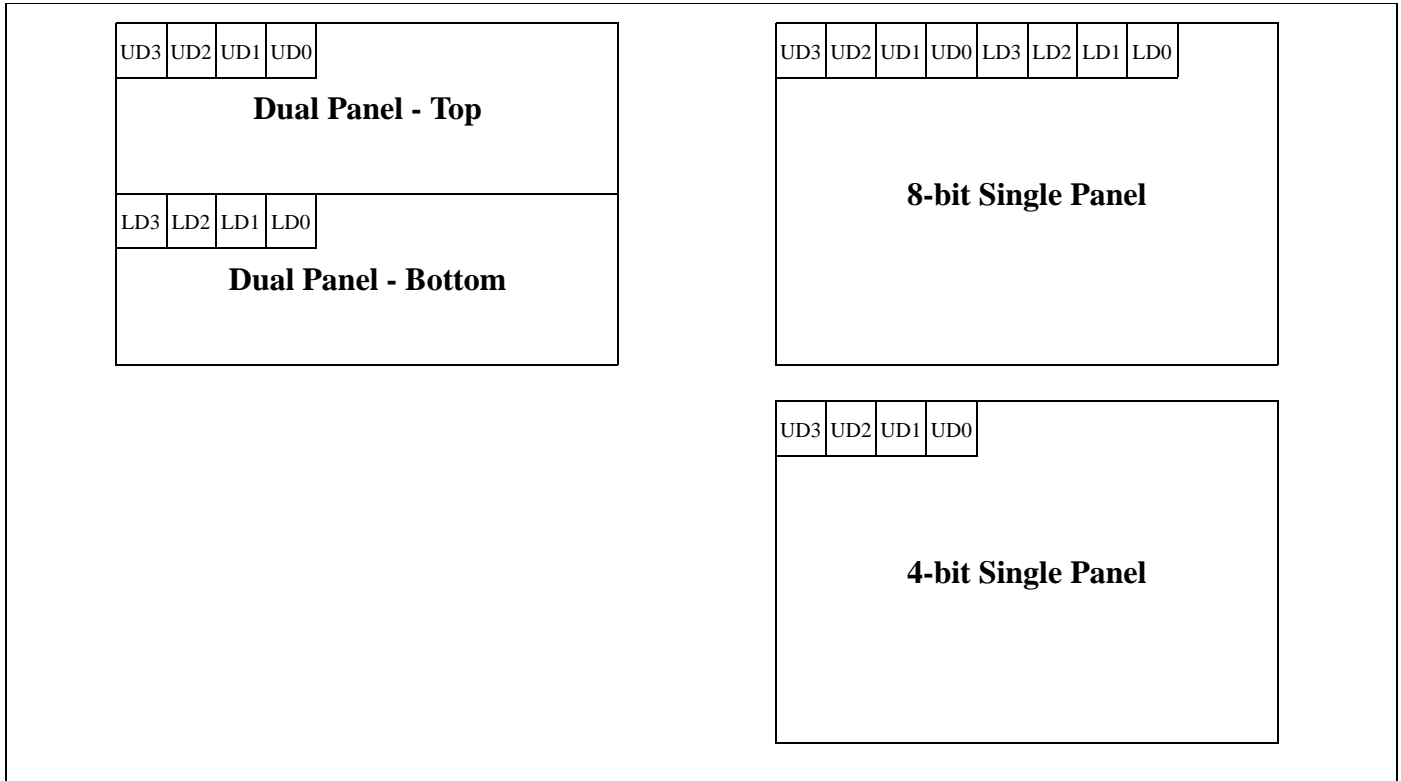 UD3 UD2 UD1 UD0
Dual Panel - Top
LD3 LD2 LD1 LD0
Dual Panel - Bottom
UD3 UD2 UD1 UD0 LD3 LD2 LD1 LD0
8-bit Single Panel
UD3 UD2 UD1 UD0
4-bit Single Panel